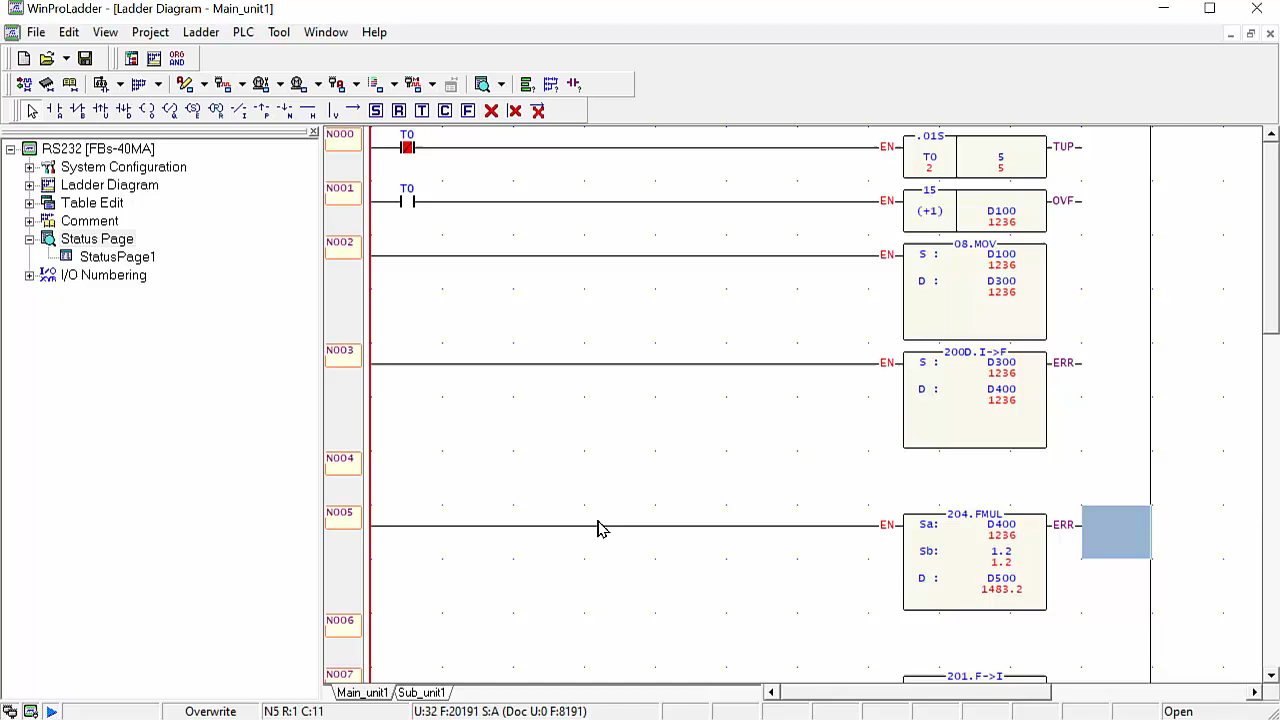 WinProLadder - [Ladder Diagram - Main_unit1]
File Edit View Project Ladder PLC Tool Window Help
ORG
AND
A B U D O Q S R P N
S R T C F
RS232 [FBs-40MA]
System Configuration
Ladder Diagram
Table Edit
Comment
Status Page
StatusPage1
I/O Numbering
N000
T0
EN
.01S
T0 5
2 5
TUP
N001
T0
EN
15
(+1) D100
1236
OVF
N002
EN
08.MOV
S : D100
1236
D : D300
1236
N003
EN
200D.I->F
S : D300
1236
D : D400
1236
ERR
N004
N005
EN
204.FMUL
Sa: D400
1236
Sb: 1.2
1.2
D : D500
1483.2
ERR
N006
N007
201.F->I
Main_unit1 Sub_unit1
Overwrite N5 R:1 C:11 U:32 F:20191 S:A (Doc U:0 F:8191) Open